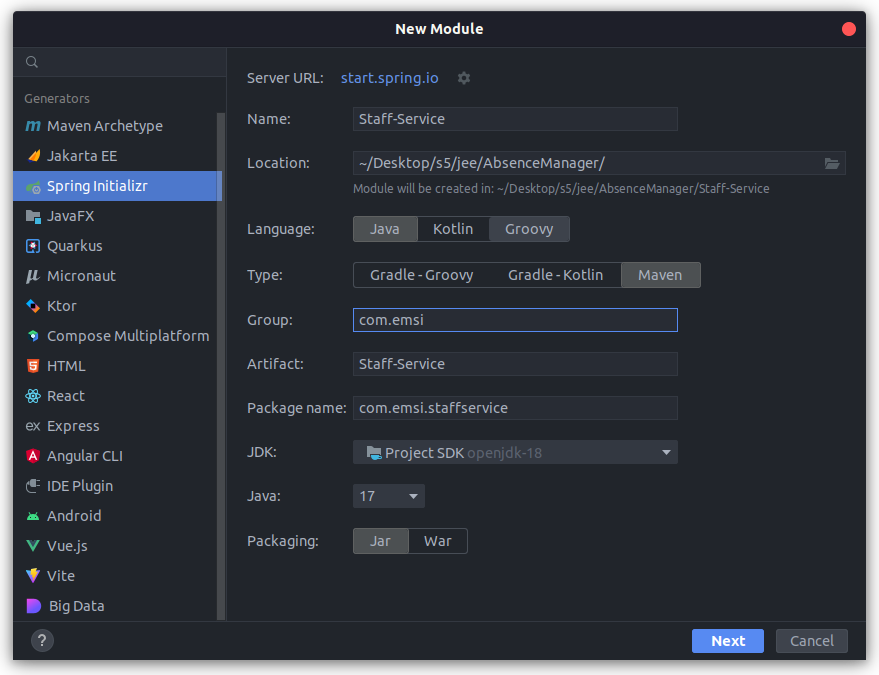 New Module
Generators
Maven Archetype
Jakarta EE
Spring Initializr
JavaFX
Quarkus
Micronaut
Ktor
Compose Multiplatform
HTML
React
ex Express
Angular CLI
IDE Plugin
Android
Vue.js
Vite
Big Data
Server URL: start.spring.io
Name: Staff-Service
Location: ~/Desktop/s5/jee/AbsenceManager/
Module will be created in: ~/Desktop/s5/jee/AbsenceManager/Staff-Service
Language: Java Kotlin Groovy
Type: Gradle - Groovy Gradle - Kotlin Maven
Group: com.emsi
Artifact: Staff-Service
Package name: com.emsi.staffservice
JDK: Project SDK openjdk-18
Java: 17
Packaging: Jar War
? Next Cancel